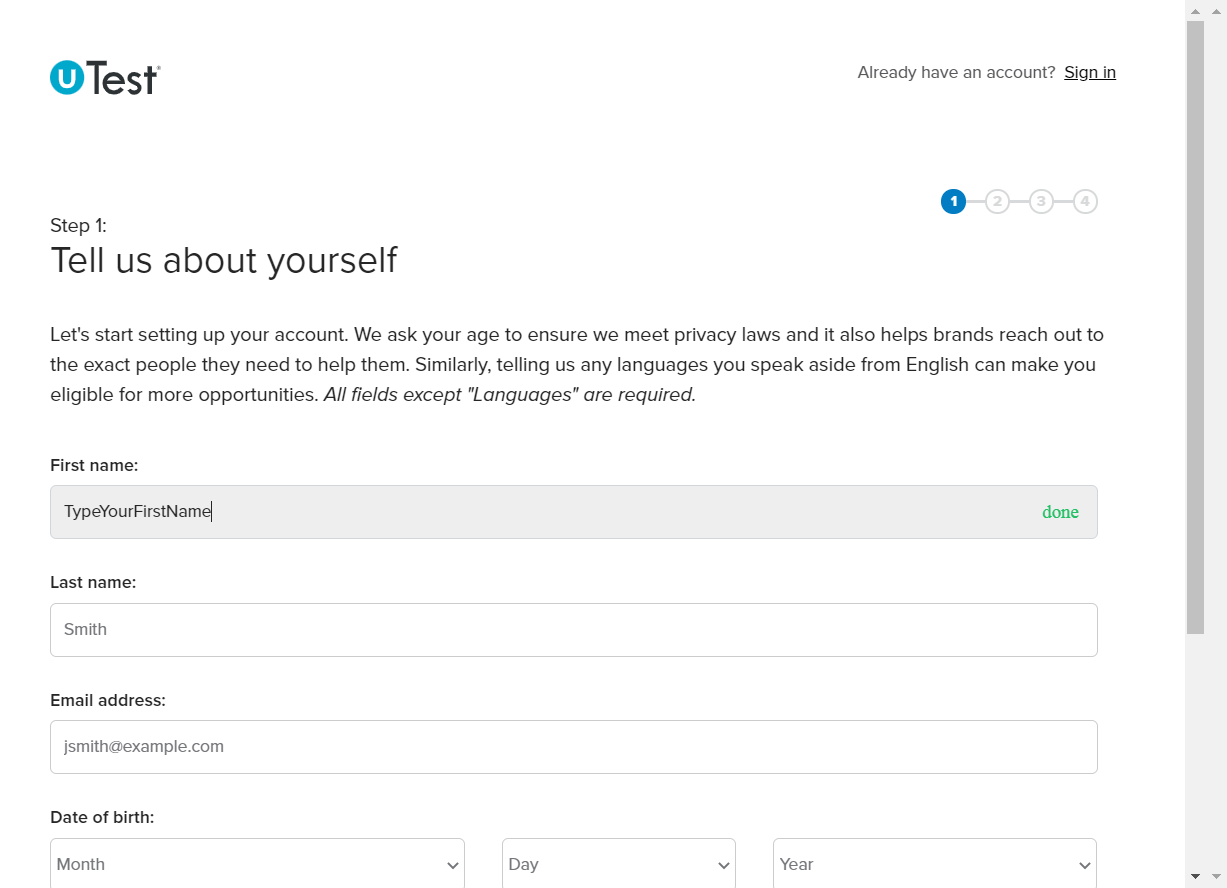 uTest®
Already have an account? Sign in
1 2 3 4
Step 1:
Tell us about yourself
Let's start setting up your account. We ask your age to ensure we meet privacy laws and it also helps brands reach out to
the exact people they need to help them. Similarly, telling us any languages you speak aside from English can make you
eligible for more opportunities. All fields except "Languages" are required.
First name:
TypeYourFirstName done
Last name:
Smith
Email address:
jsmith@example.com
Date of birth:
Month Day Year